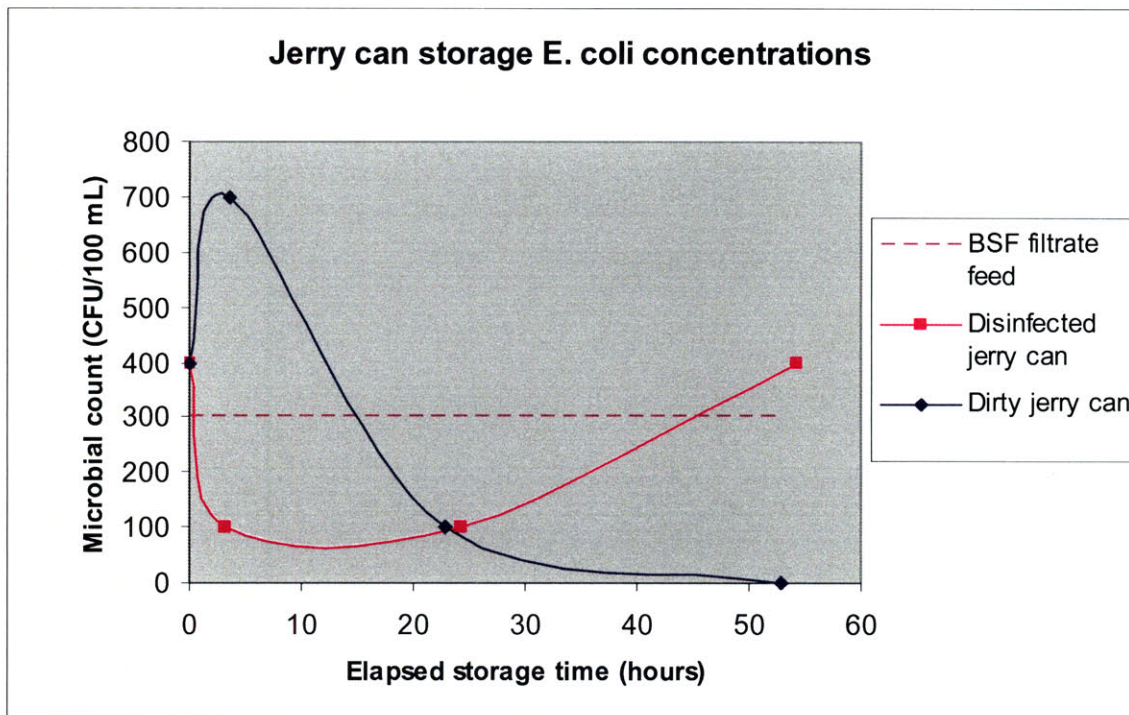 Jerry can storage E. coli concentrations
Microbial count (CFU/100 mL)
800
700
600
500
400
300
200
100
0
0 10 20 30 40 50 60
Elapsed storage time (hours)
BSF filtrate
feed
Disinfected
jerry can
Dirty jerry can